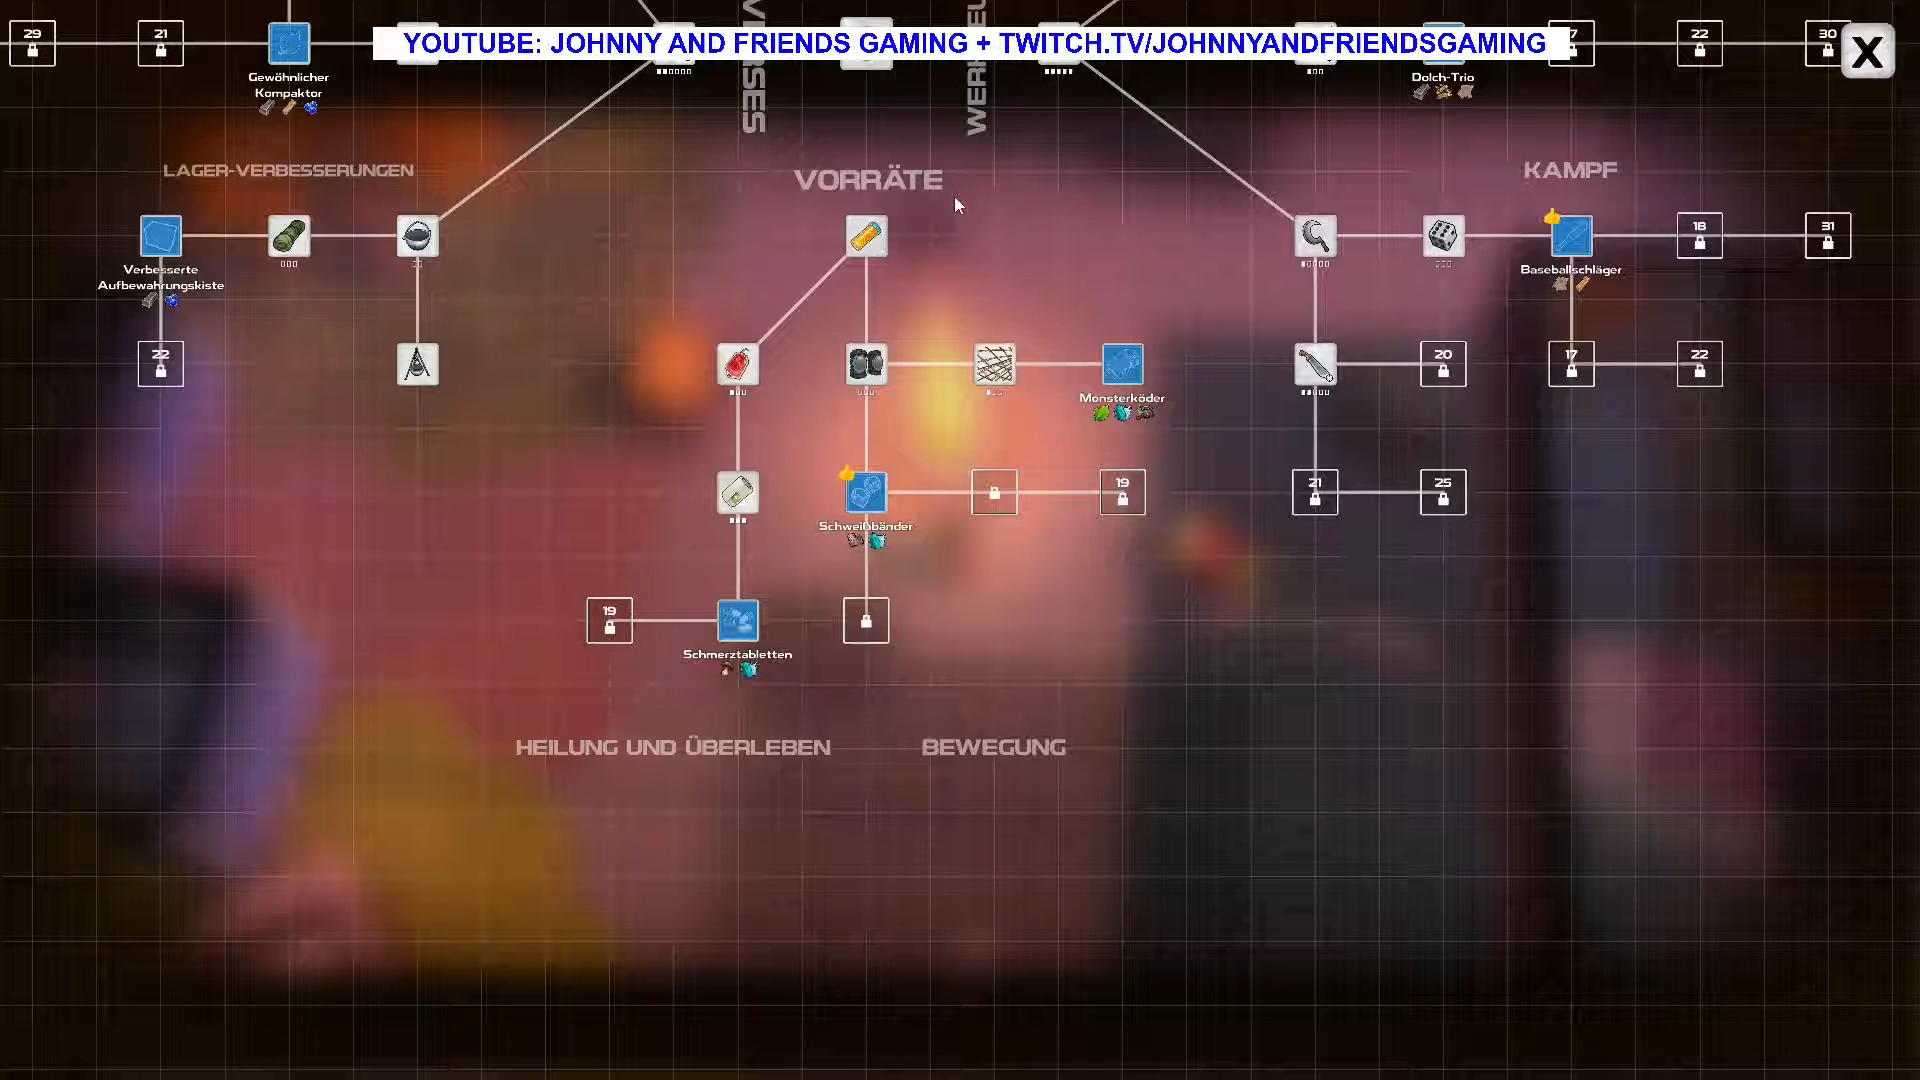 29
21
YOUTUBE: JOHNNY AND FRIENDS GAMING + TWITCH.TV/JOHNNYANDFRIENDSGAMING
7
22
30
X
Gewöhnlicher
Kompaktor
Dolch-Trio
LAGER-VERBESSERUNGEN
VORRÄTE
KAMPF
18
31
Verbesserte
Aufbewahrungskiste
Baseballschläger
22
20
17
22
Monsterköder
19
21
25
Schweißbänder
19
Schmerztabletten
HEILUNG UND ÜBERLEBEN
BEWEGUNG